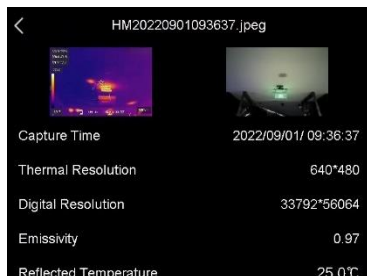 HM20220901093637.jpeg
Capture Time 2022/09/01/ 09:36:37
Thermal Resolution 640*480
Digital Resolution 33792*56064
Emissivity 0.97
Reflected Temperature 25.0℃